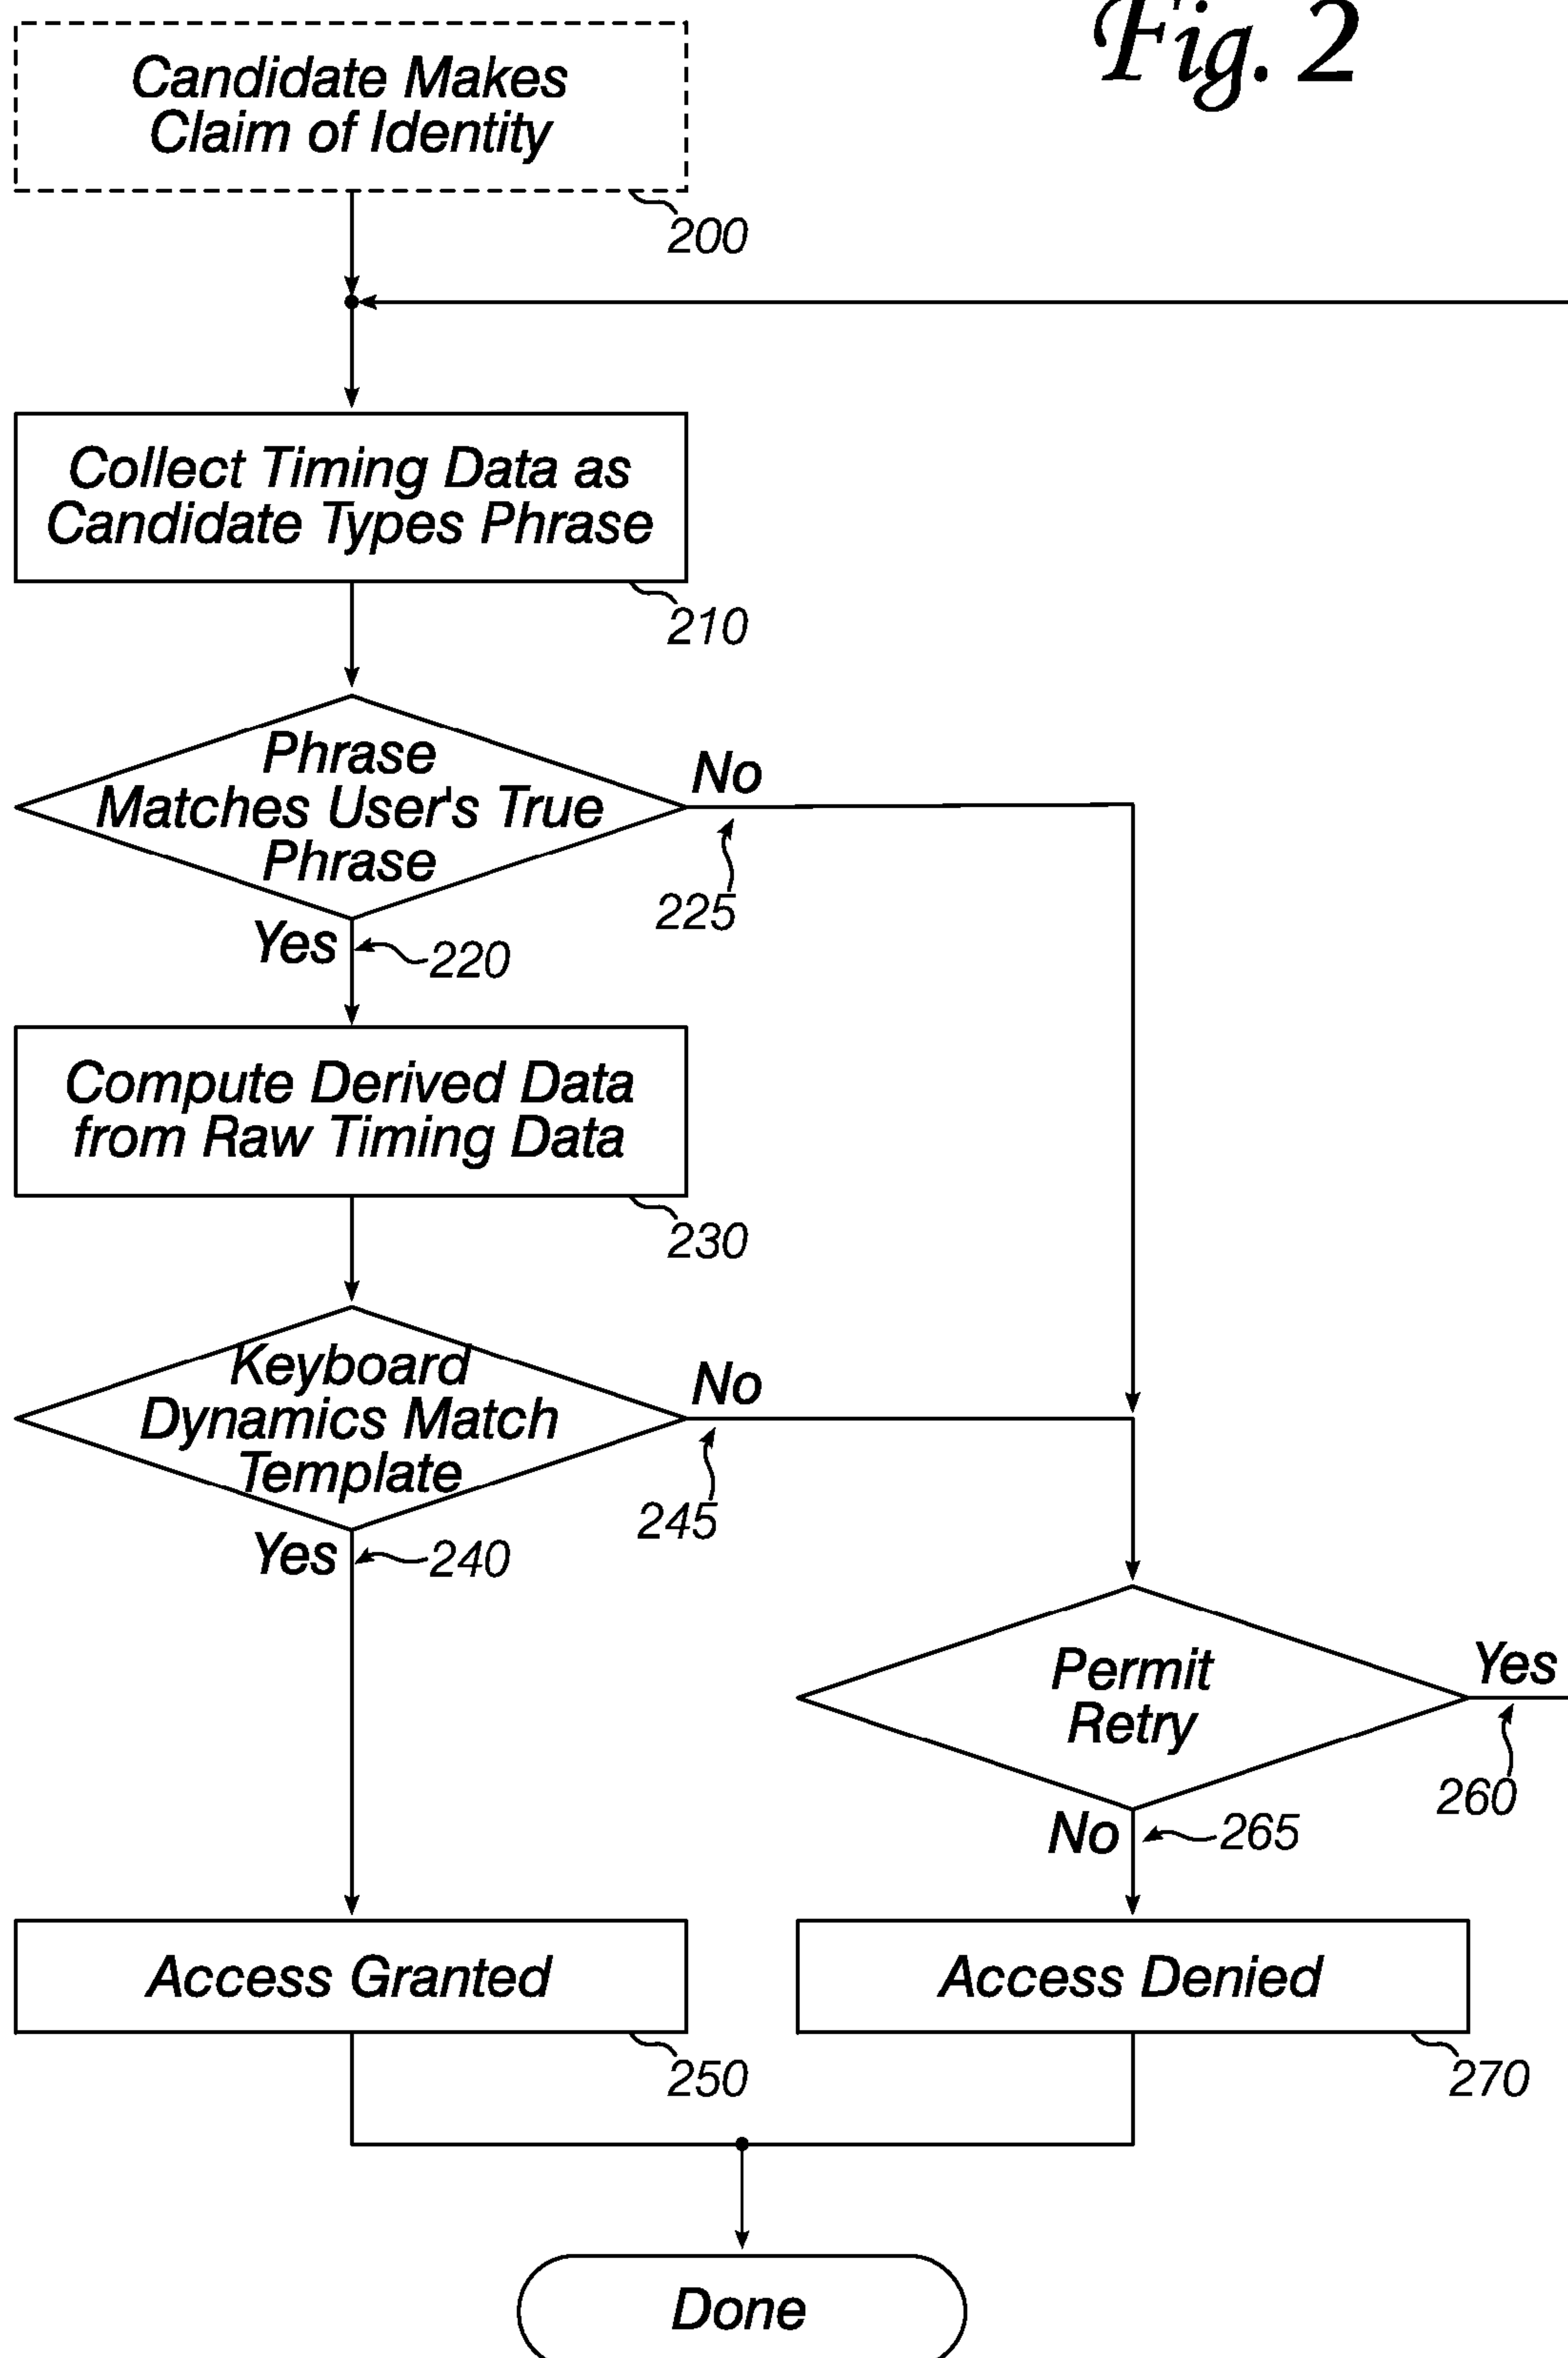 Fig. 2
Candidate Makes
Claim of Identity
200
Collect Timing Data as
Candidate Types Phrase
210
Phrase
Matches User's True
Phrase
No
225
Yes
220
Compute Derived Data
from Raw Timing Data
230
Keyboard
Dynamics Match
Template
No
245
Yes
240
Permit
Retry
Yes
260
No
265
Access Granted
250
Access Denied
270
Done